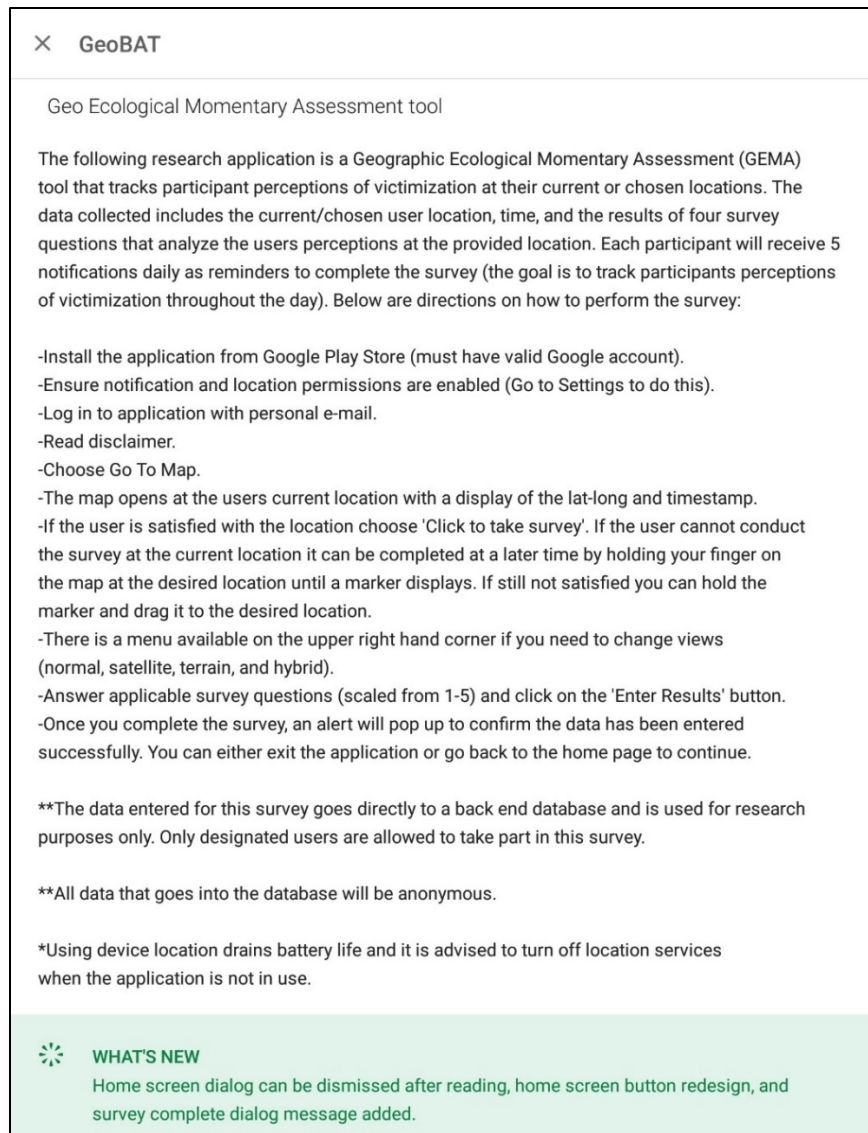 GeoBAT
Geo Ecological Momentary Assessment tool
The following research application is a Geographic Ecological Momentary Assessment (GEMA)
tool that tracks participant perceptions of victimization at their current or chosen locations. The
data collected includes the current/chosen user location, time, and the results of four survey
questions that analyze the users perceptions at the provided location. Each participant will receive 5
notifications daily as reminders to complete the survey (the goal is to track participants perceptions
of victimization throughout the day). Below are directions on how to perform the survey:
-Install the application from Google Play Store (must have valid Google account).
-Ensure notification and location permissions are enabled (Go to Settings to do this).
-Log in to application with personal e-mail.
-Read disclaimer.
-Choose Go To Map.
-The map opens at the users current location with a display of the lat-long and timestamp.
-If the user is satisfied with the location choose 'Click to take survey'. If the user cannot conduct
the survey at the current location it can be completed at a later time by holding your finger on
the map at the desired location until a marker displays. If still not satisfied you can hold the
marker and drag it to the desired location.
-There is a menu available on the upper right hand corner if you need to change views
(normal, satellite, terrain, and hybrid).
-Answer applicable survey questions (scaled from 1-5) and click on the 'Enter Results' button.
-Once you complete the survey, an alert will pop up to confirm the data has been entered
successfully. You can either exit the application or go back to the home page to continue.
**The data entered for this survey goes directly to a back end database and is used for research
purposes only. Only designated users are allowed to take part in this survey.
**All data that goes into the database will be anonymous.
*Using device location drains battery life and it is advised to turn off location services
when the application is not in use.
WHAT'S NEW
Home screen dialog can be dismissed after reading, home screen button redesign, and
survey complete dialog message added.